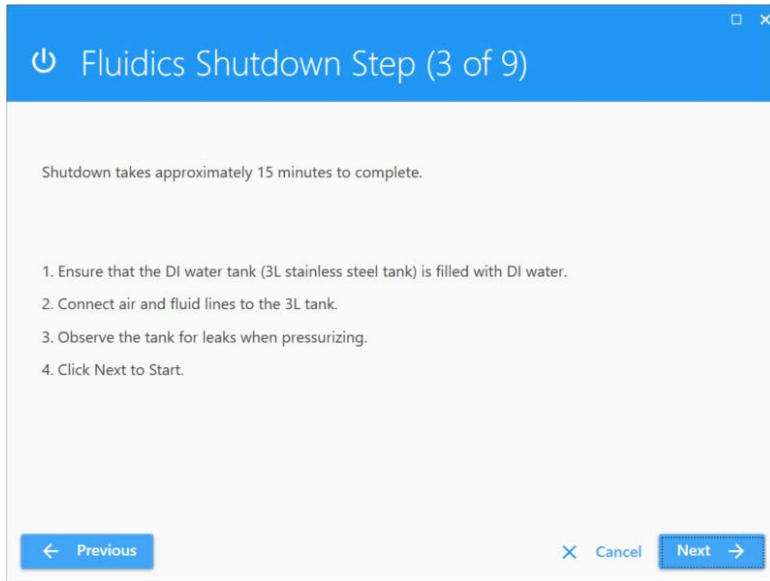 Fluidics Shutdown Step (3 of 9)
Shutdown takes approximately 15 minutes to complete.
1. Ensure that the DI water tank (3L stainless steel tank) is filled with DI water.
2. Connect air and fluid lines to the 3L tank.
3. Observe the tank for leaks when pressurizing.
4. Click Next to Start.
Previous
Cancel
Next